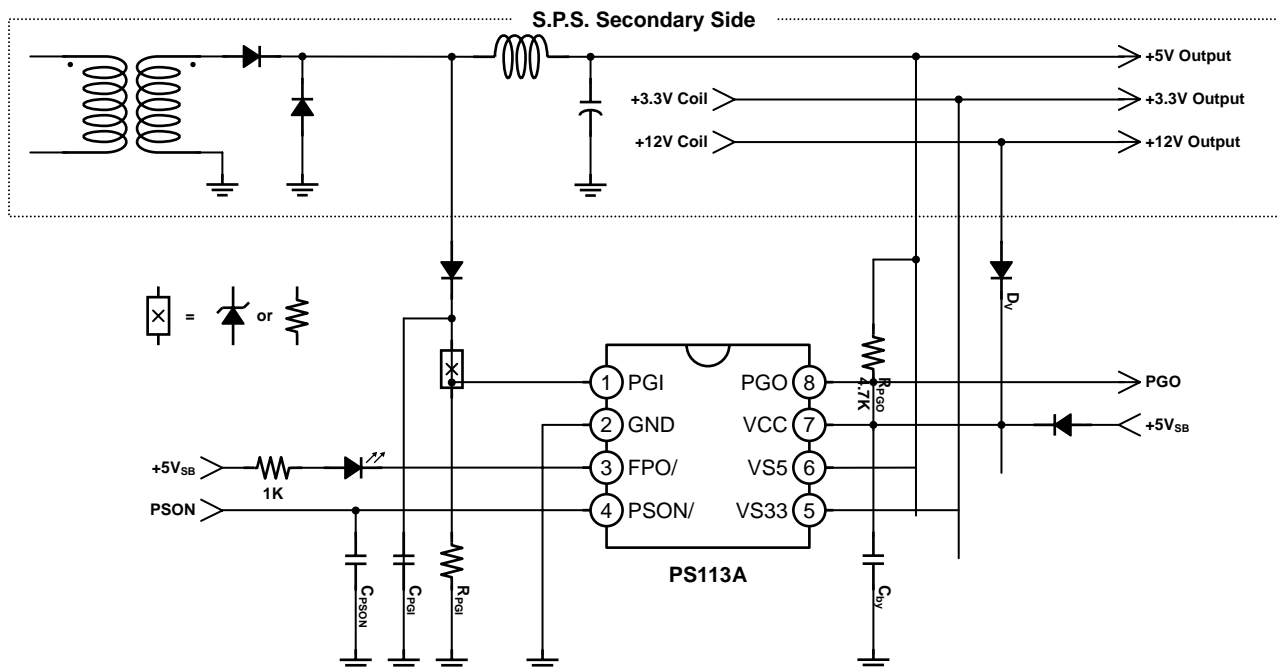 S.P.S. Secondary Side
+5V Output
+3.3V Coil
+3.3V Output
+12V Coil
+12V Output
= or
Dv
RPGO
4.7K
1 PGI
PGO 8
PGO
2 GND
VCC 7
+5VSB
+5VSB
3 FPO/
VS5 6
1K
PSON
4 PSON/
VS33 5
PS113A
CPSON
CPGI
RPGI
Cby